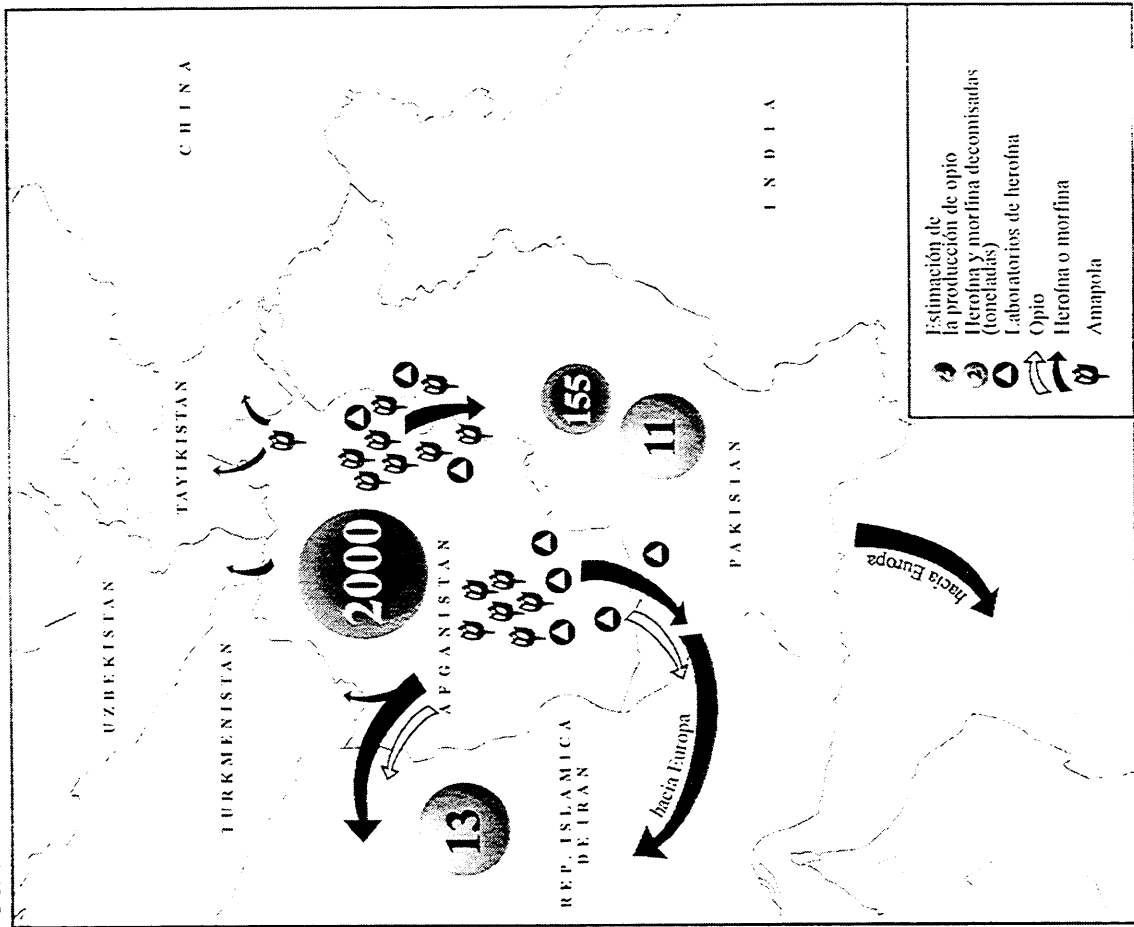 CHINA
UZBEKISTAN
TAYIKISTAN
TURKMENISTAN
2000
AFGANISTAN
13
REP. ISLAMICA
DE IRAN
155
11
PAKISTAN
INDIA
hacia Europa
hacia Europa
Estimación de
la producción de opio
Heroína y morfina decomisadas
(toneladas)
Laboratorios de heroína
Opio
Heroína o morfina
Amapola